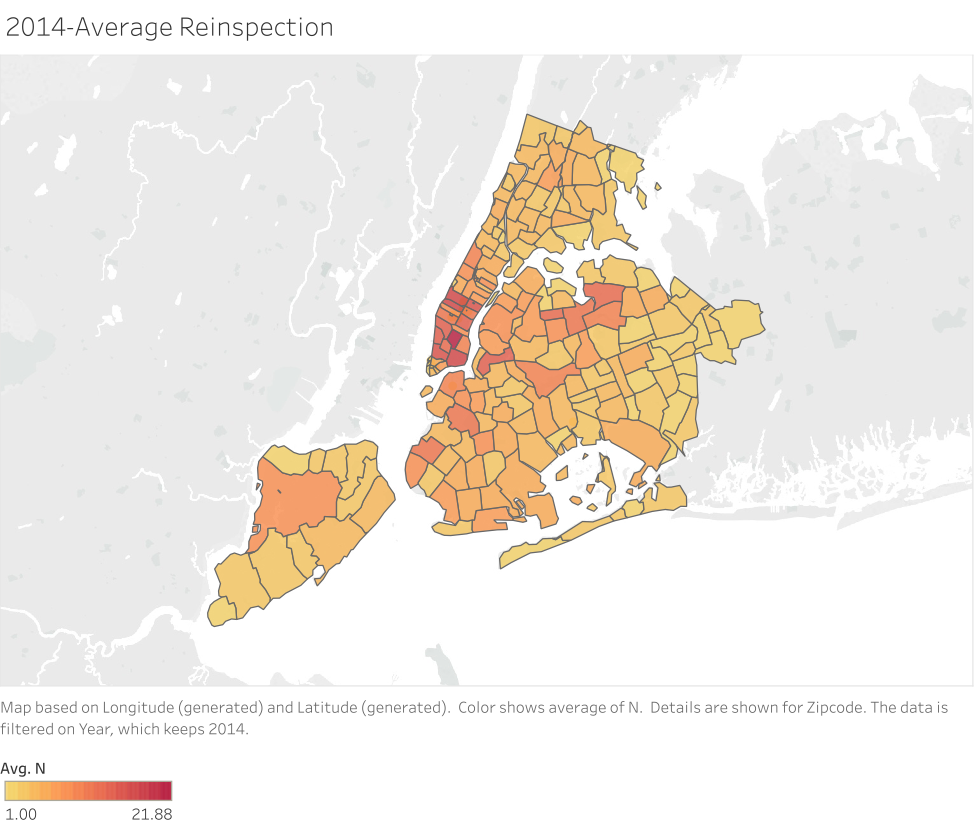 2014-Average Reinspection
Map based on Longitude (generated) and Latitude (generated).  Color shows average of N.  Details are shown for Zipcode. The data is
filtered on Year, which keeps 2014.
Avg. N
1.00 21.88